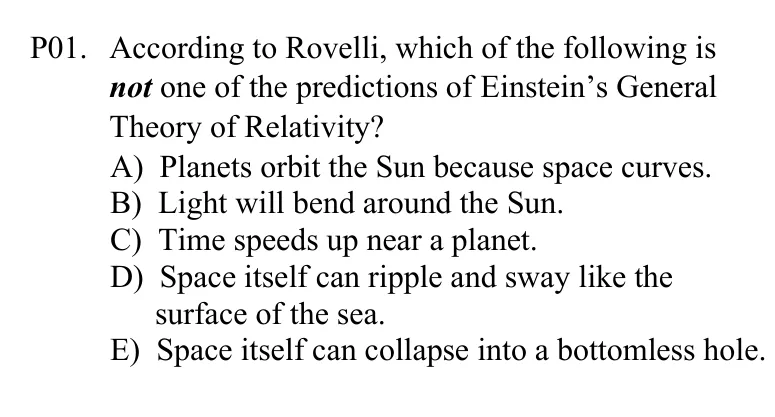 P01. According to Rovelli, which of the following is
not one of the predictions of Einstein’s General
Theory of Relativity?
A) Planets orbit the Sun because space curves.
B) Light will bend around the Sun.
C) Time speeds up near a planet.
D) Space itself can ripple and sway like the
surface of the sea.
E) Space itself can collapse into a bottomless hole.